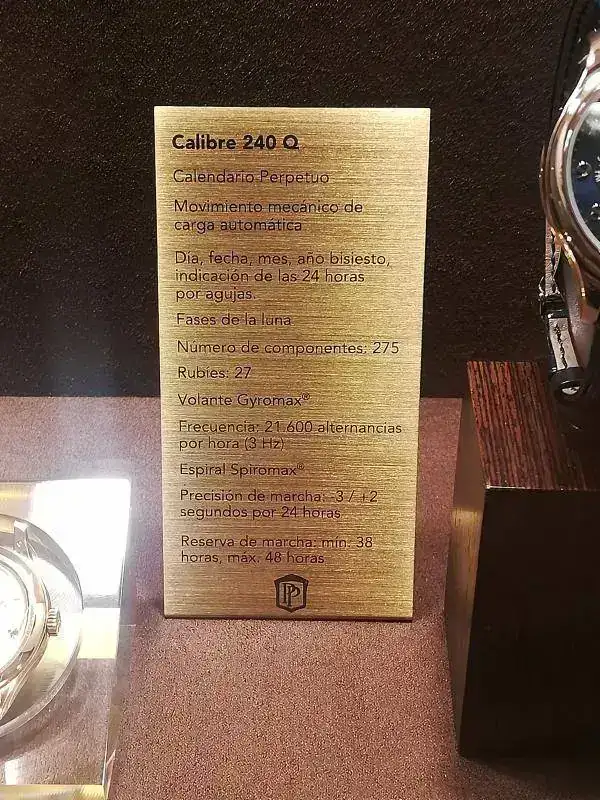 Calibre 240 Q
Calendario Perpetuo
Movimiento mecánico de
carga automática
Día, fecha, mes, año bisiesto,
indicación de las 24 horas
por agujas.
Fases de la luna
Número de componentes: 275
Rubíes: 27
Volante Gyromax®
Frecuencia: 21.600 alternancias
por hora (3 Hz)
Espiral Spiromax®
Precisión de marcha: -3 / +2
segundos por 24 horas
Reserva de marcha: mín. 38
horas, máx. 48 horas
PP